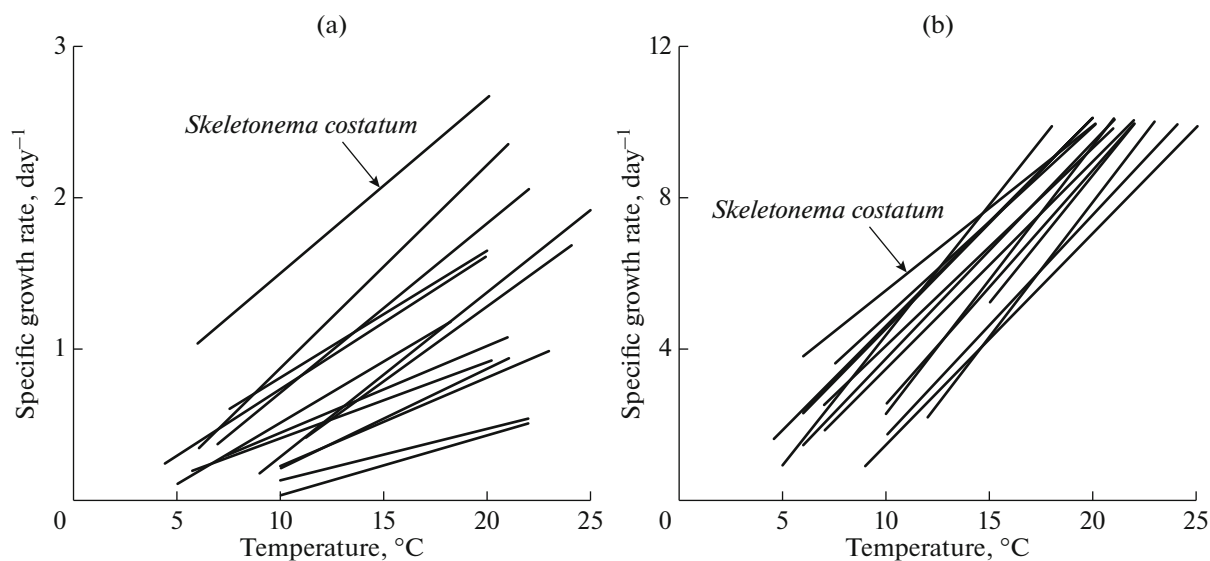 (a)
3
2
1
0
5
10
15
20
25
Skeletonema costatum
Specific growth rate, day⁻¹
Temperature, °C
(b)
12
8
4
0
5
10
15
20
25
Skeletonema costatum
Specific growth rate, day⁻¹
Temperature, °C